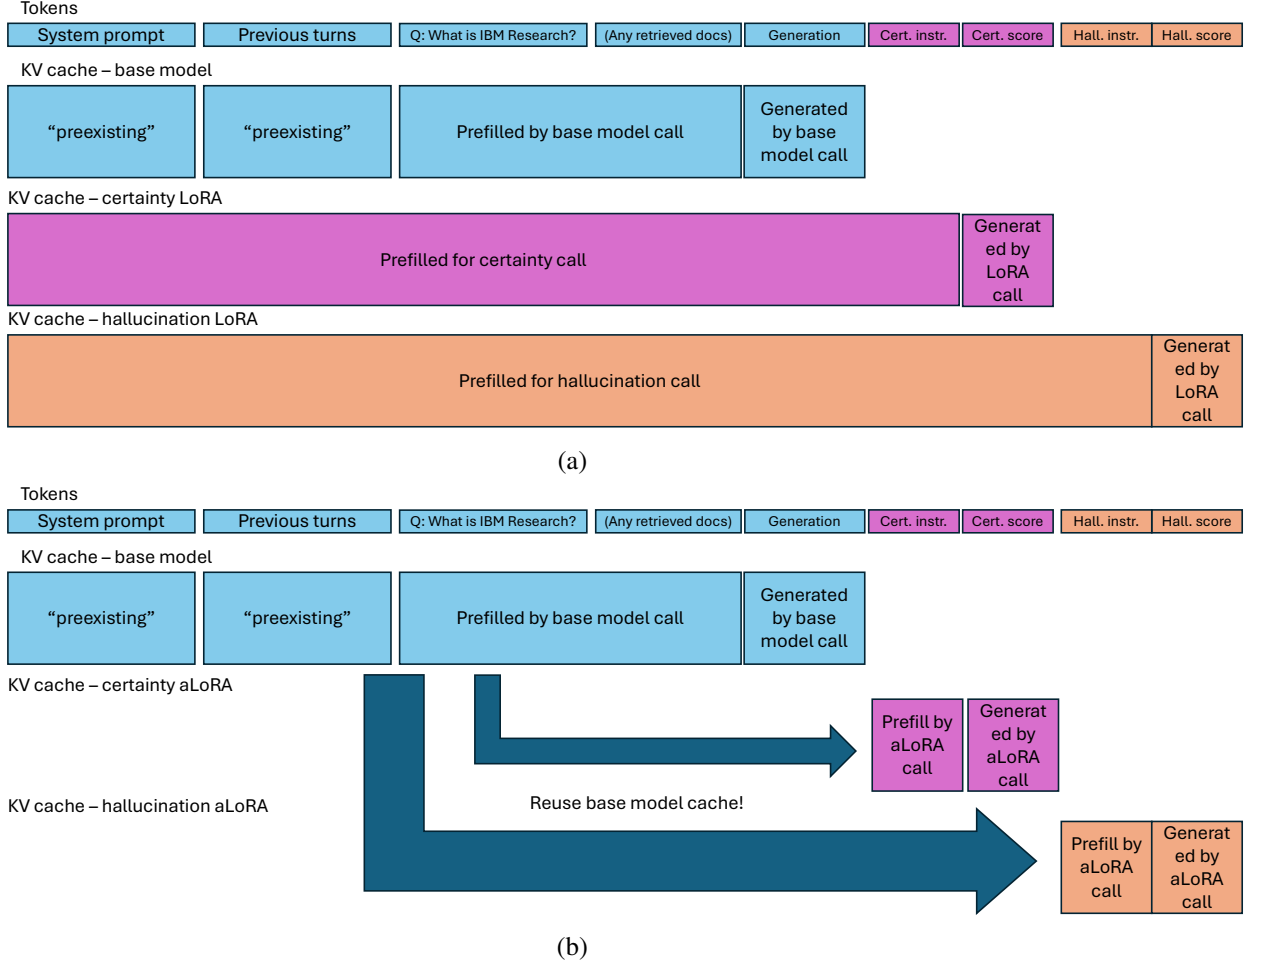 Tokens
System prompt
Previous turns
Q: What is IBM Research?
(Any retrieved docs)
Generation
Cert. instr.
Cert. score
Hall. instr.
Hall. score
KV cache – base model
“preexisting”
“preexisting”
Prefilled by base model call
Generated
by base
model call
KV cache – certainty LoRA
Prefilled for certainty call
Generat
ed by
LoRA
call
KV cache – hallucination LoRA
Prefilled for hallucination call
Generat
ed by
LoRA
call
(a)
Tokens
System prompt
Previous turns
Q: What is IBM Research?
(Any retrieved docs)
Generation
Cert. instr.
Cert. score
Hall. instr.
Hall. score
KV cache – base model
“preexisting”
“preexisting”
Prefilled by base model call
Generated
by base
model call
KV cache – certainty aLoRA
Prefill by
aLoRA
call
Generat
ed by
aLoRA
call
Reuse base model cache!
KV cache – hallucination aLoRA
Prefill by
aLoRA
call
Generat
ed by
aLoRA
call
(b)